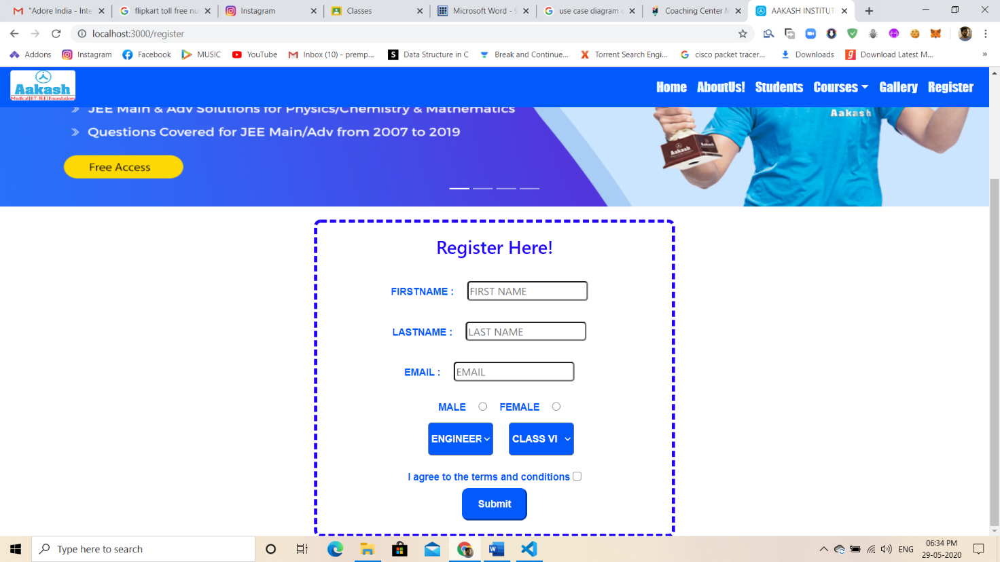 "Adore India - Inte
flipkart toll free nu
Instagram
Classes
Microsoft Word - S
use case diagram
Coaching Center M
AAKASH INSTITUT
localhost:3000/register
Addons
Instagram
Facebook
MUSIC
YouTube
Inbox (10) - premp...
Data Structure in C
Break and Continue...
Torrent Search Engi...
cisco packet tracer...
Downloads
Download Latest M...
»
Aakash
Medical|IIT-JEE|Foundations
Home AboutUs! Students Courses Gallery Register
JEE Main & Adv Solutions for Physics/Chemistry & Mathematics
Questions Covered for JEE Main/Adv from 2007 to 2019
Free Access
Aakash
Aakash
Register Here!
FIRSTNAME : FIRST NAME
LASTNAME : LAST NAME
EMAIL : EMAIL
MALE FEMALE
ENGINEER CLASS VI
I agree to the terms and conditions
Submit
Type here to search
ENG
06:34 PM
29-05-2020